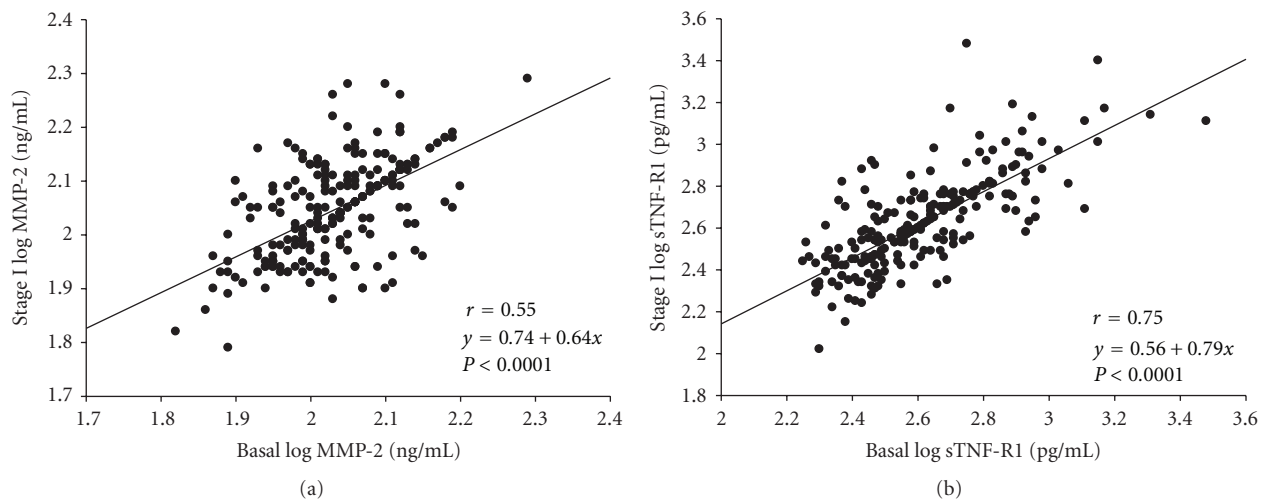 2.4
2.3
2.2
2.1
2
1.9
1.8
1.7
Stage I log MMP-2 (ng/mL)
r = 0.55
y = 0.74 + 0.64x
P < 0.0001
1.7 1.8 1.9 2 2.1 2.2 2.3 2.4
Basal log MMP-2 (ng/mL)
(a)
3.6
3.4
3.2
3
2.8
2.6
2.4
2.2
2
1.8
Stage I log sTNF-R1 (pg/mL)
r = 0.75
y = 0.56 + 0.79x
P < 0.0001
2 2.2 2.4 2.6 2.8 3 3.2 3.4 3.6
Basal log sTNF-R1 (pg/mL)
(b)